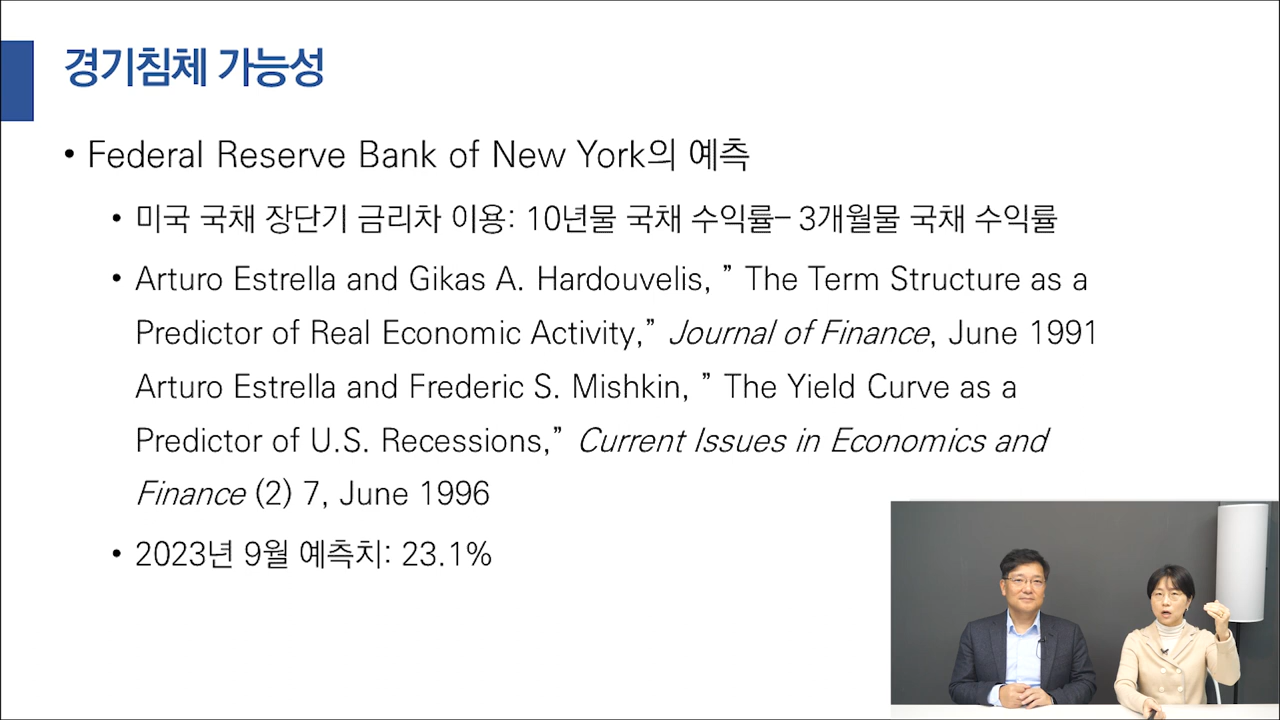 경기침체 가능성
• Federal Reserve Bank of New York의 예측
• 미국 국채 장단기 금리차 이용: 10년물 국채 수익률– 3개월물 국채 수익률
• Arturo Estrella and Gikas A. Hardouvelis, ” The Term Structure as a
Predictor of Real Economic Activity,” Journal of Finance, June 1991
Arturo Estrella and Frederic S. Mishkin, ” The Yield Curve as a
Predictor of U.S. Recessions,” Current Issues in Economics and
Finance (2) 7, June 1996
• 2023년 9월 예측치: 23.1%